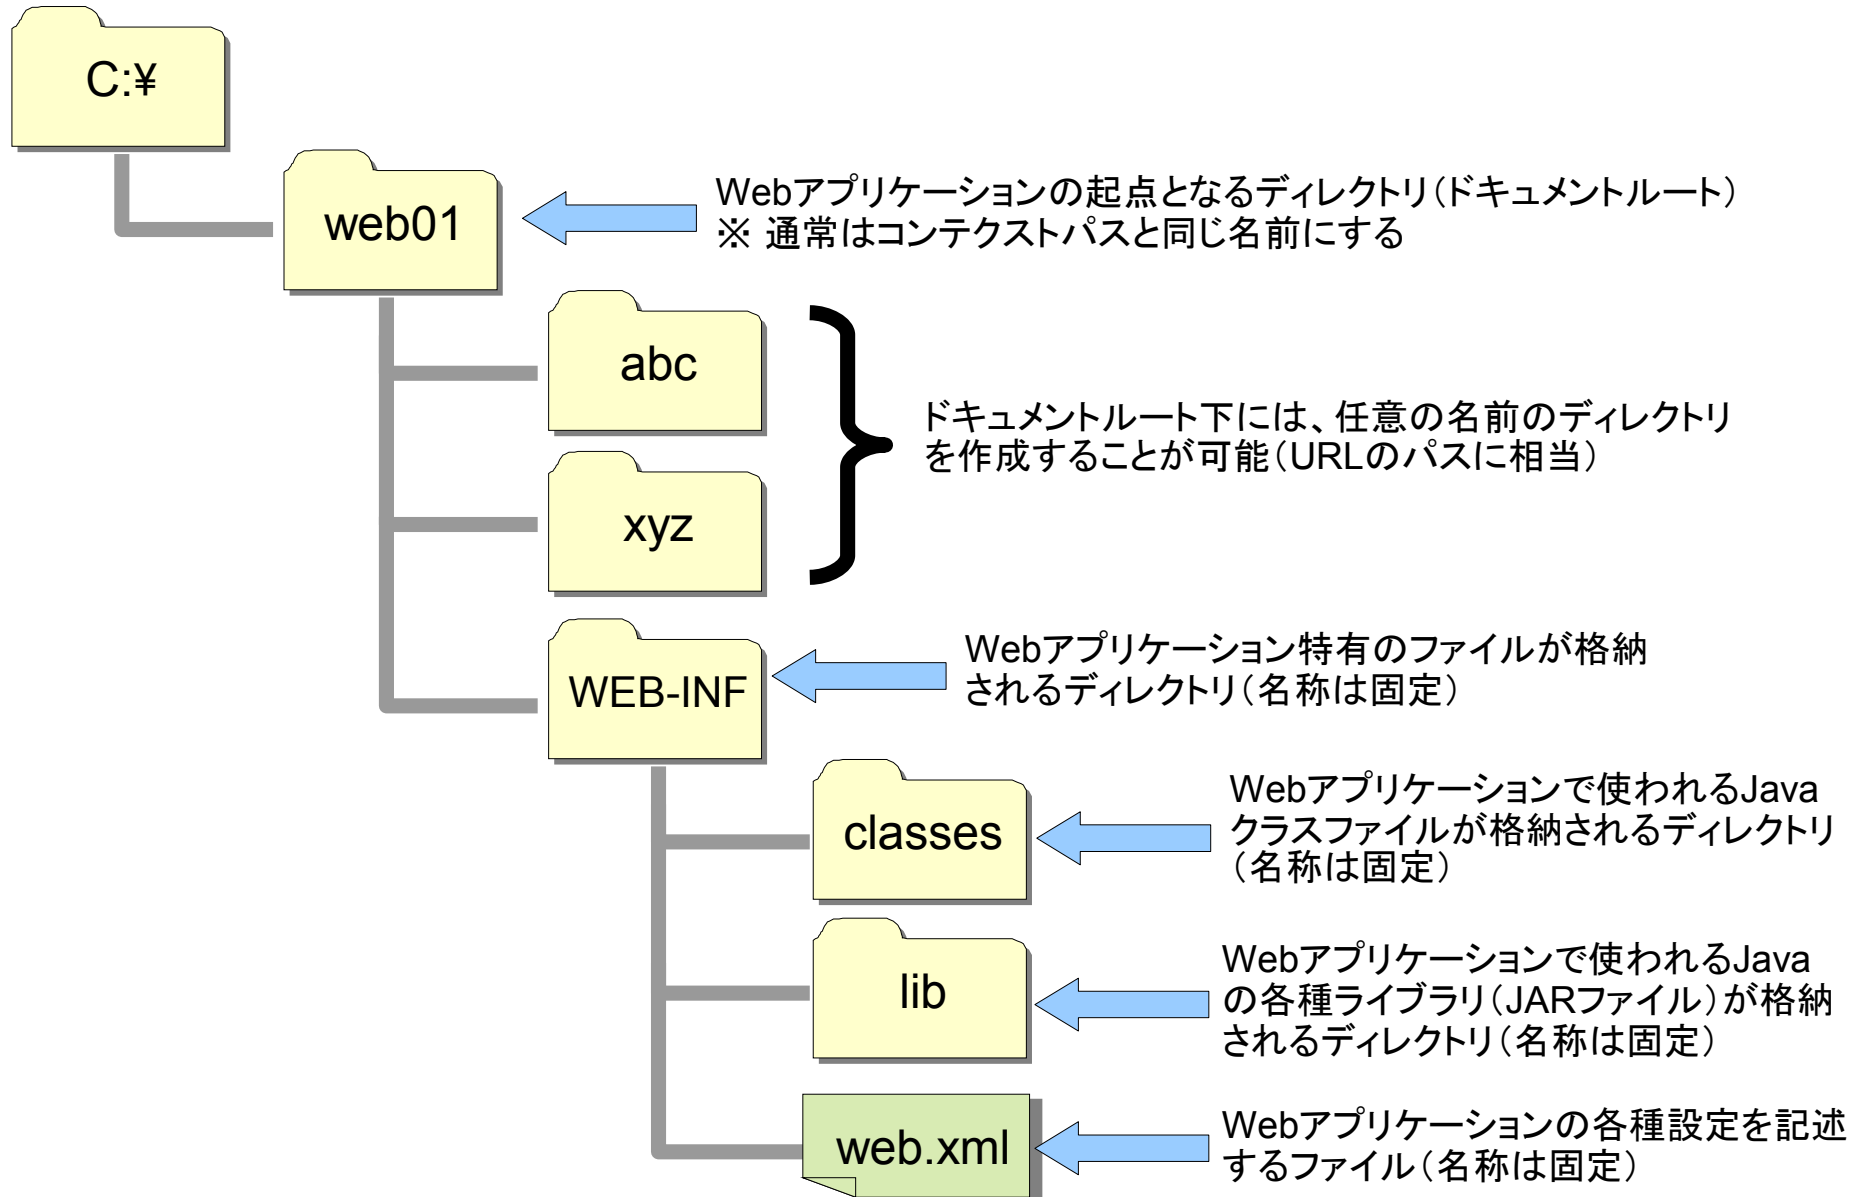 C:¥
web01
Webアプリケーションの起点となるディレクトリ(ドキュメントルート)
※ 通常はコンテクストパスと同じ名前にする
abc
xyz
ドキュメントルート下には、任意の名前のディレクトリ
を作成することが可能(URLのパスに相当)
WEB-INF
Webアプリケーション特有のファイルが格納
されるディレクトリ(名称は固定)
classes
Webアプリケーションで使われるJava
クラスファイルが格納されるディレクトリ
(名称は固定)
lib
Webアプリケーションで使われるJava
の各種ライブラリ(JARファイル)が格納
されるディレクトリ(名称は固定)
web.xml
Webアプリケーションの各種設定を記述
するファイル(名称は固定)